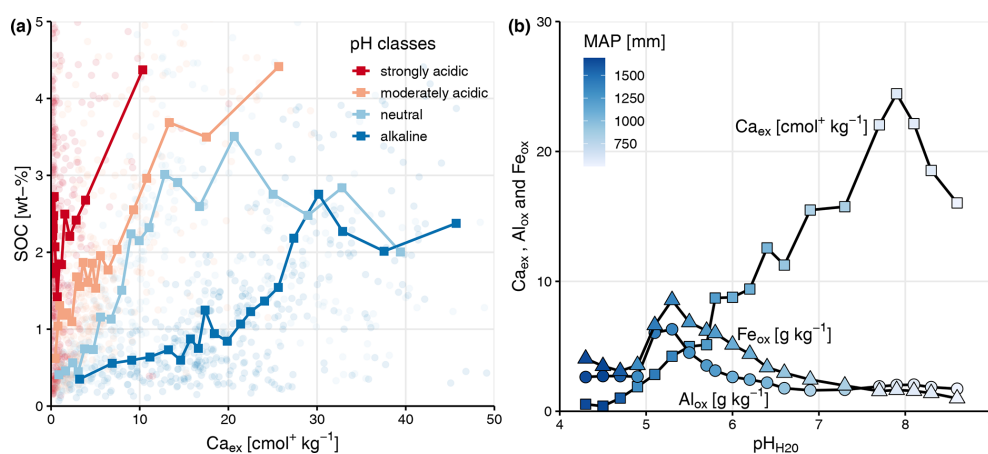 (a)
SOC [wt–%]
5
4
3
2
1
0
0
10
20
30
40
50
Caex [cmol+ kg−1]
pH classes
strongly acidic
moderately acidic
neutral
alkaline
(b)
Caex , Alox and Feox
30
20
10
0
4
5
6
7
8
pHH20
MAP [mm]
1500
1250
1000
750
Caex [cmol+ kg−1]
Feox [g kg−1]
Alox [g kg−1]